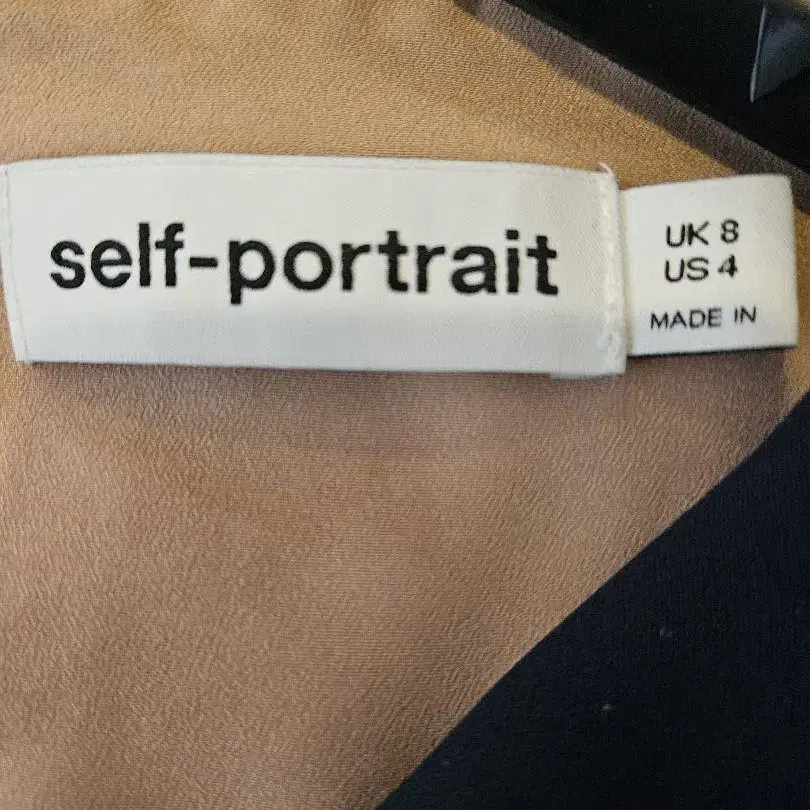 self-portrait
UK 8
US 4
MADE IN